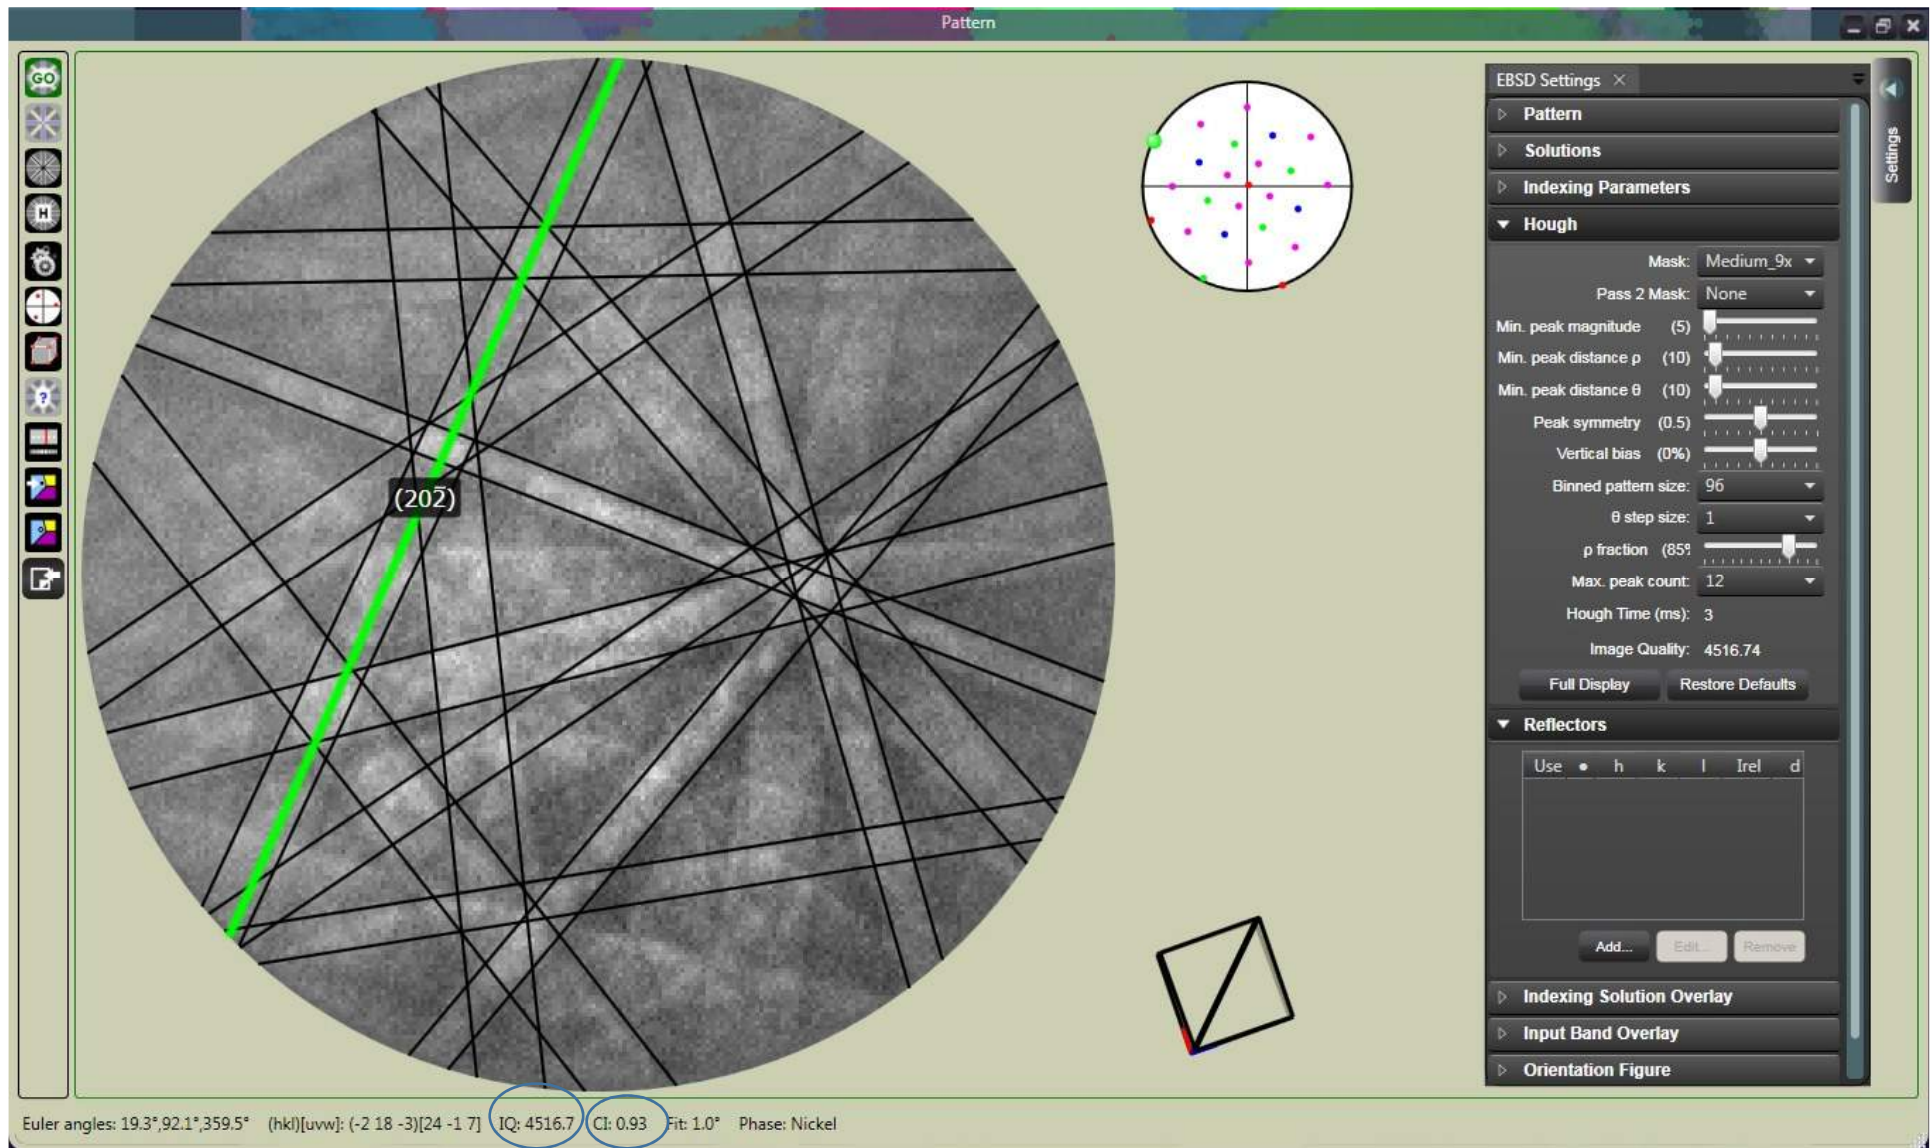 Pattern
GO
H
?
(202̄)
EBSD Settings
Settings
Pattern
Solutions
Indexing Parameters
Hough
Mask: Medium_9x
Pass 2 Mask: None
Min. peak magnitude (5)
Min. peak distance ρ (10)
Min. peak distance θ (10)
Peak symmetry (0.5)
Vertical bias (0%)
Binned pattern size: 96
θ step size: 1
ρ fraction (85%
Max. peak count: 12
Hough Time (ms): 3
Image Quality: 4516.74
Full Display Restore Defaults
Reflectors
Use • h k l Irel d
Add... Edit... Remove
Indexing Solution Overlay
Input Band Overlay
Orientation Figure
Euler angles: 19.3°,92.1°,359.5° (hkl)[uvw]: (-2 18 -3)[24 -1 7] IQ: 4516.7 CI: 0.93 Fit: 1.0° Phase: Nickel